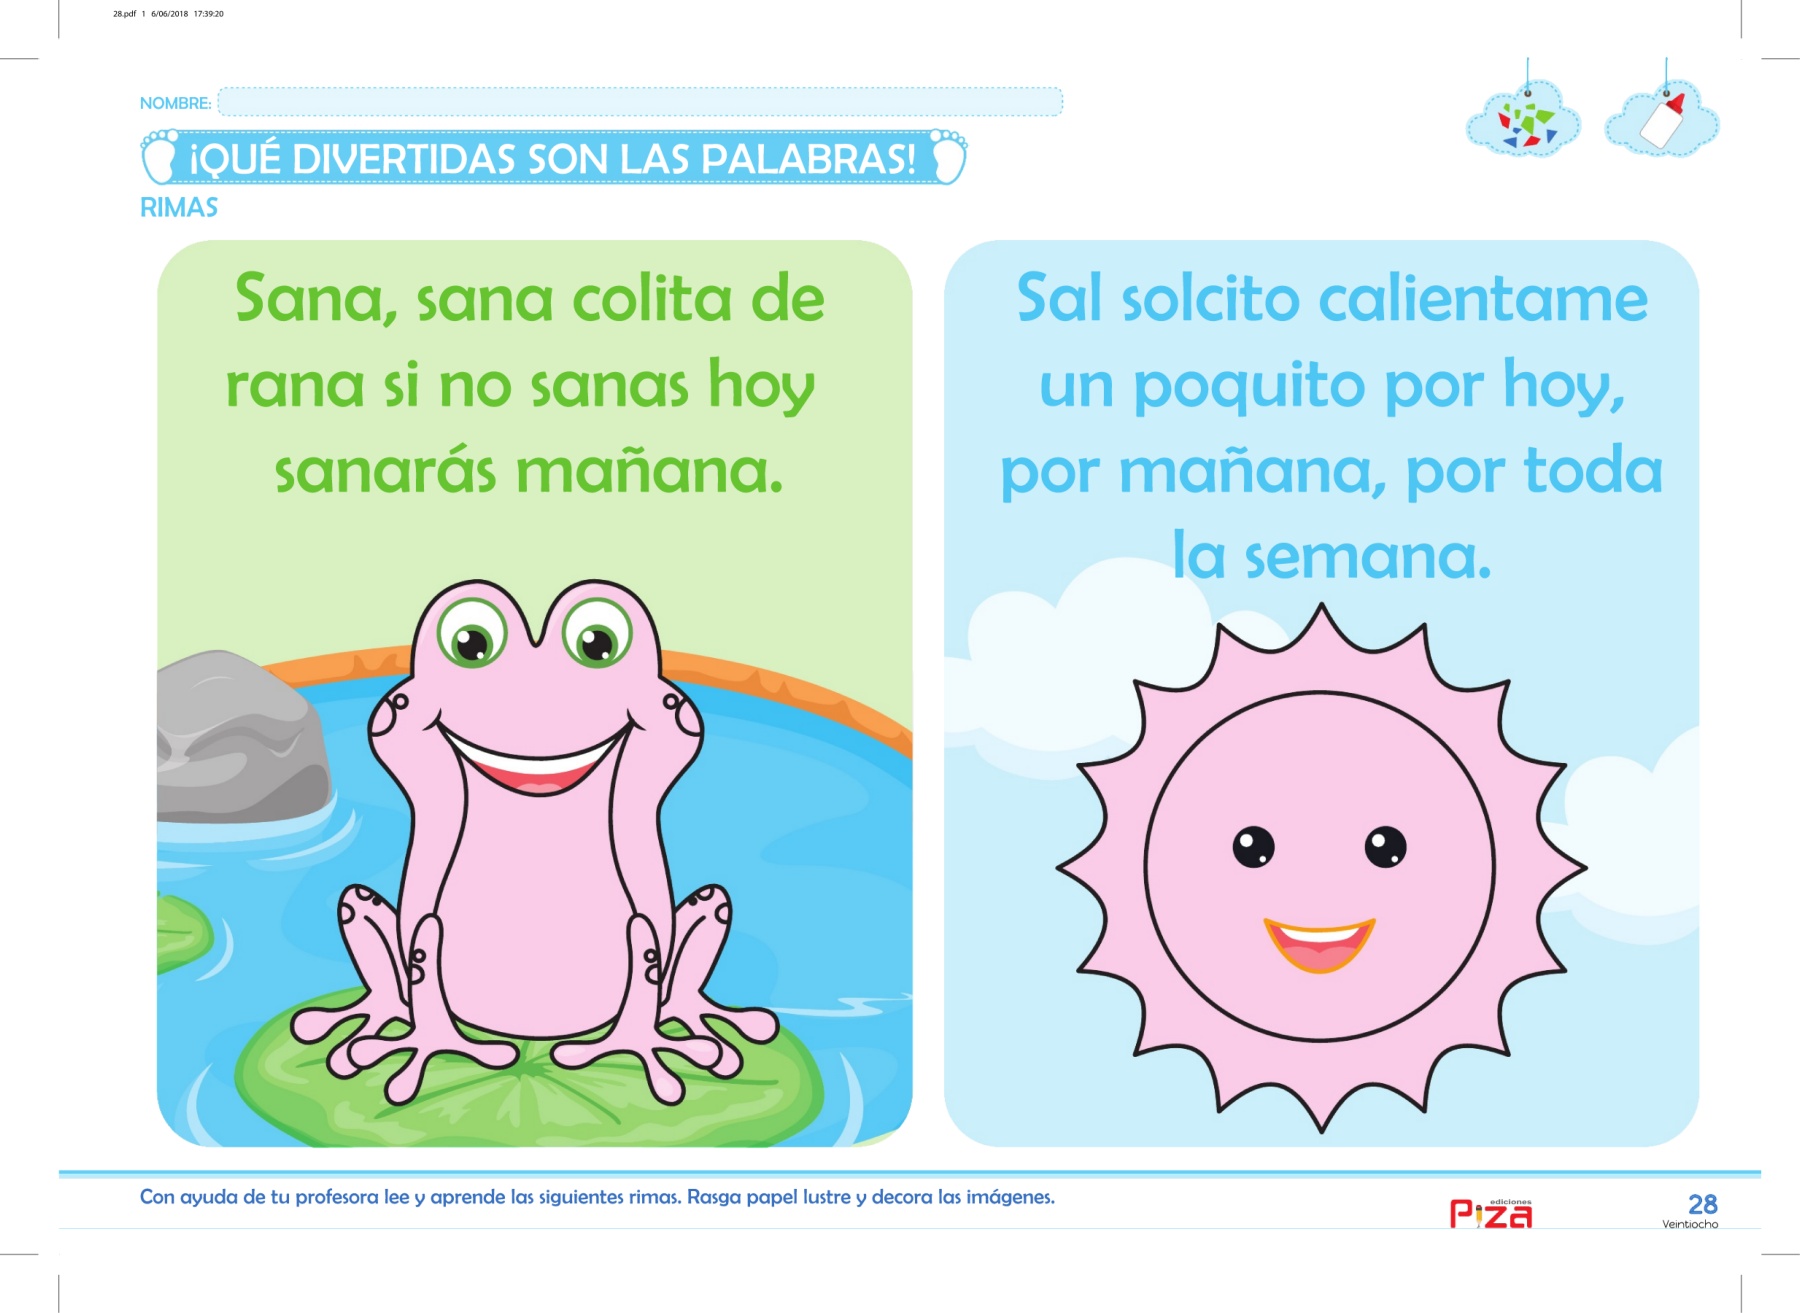 28.pdf 1 6/06/2018 17:39:20
NOMBRE:
¡QUÉ DIVERTIDAS SON LAS PALABRAS!
RIMAS
Sana, sana colita de
rana si no sanas hoy
sanarás mañana.
Sal solcito calientame
un poquito por hoy,
por mañana, por toda
la semana.
Con ayuda de tu profesora lee y aprende las siguientes rimas. Rasga papel lustre y decora las imágenes.
ediciones
Piza
28
Veintiocho